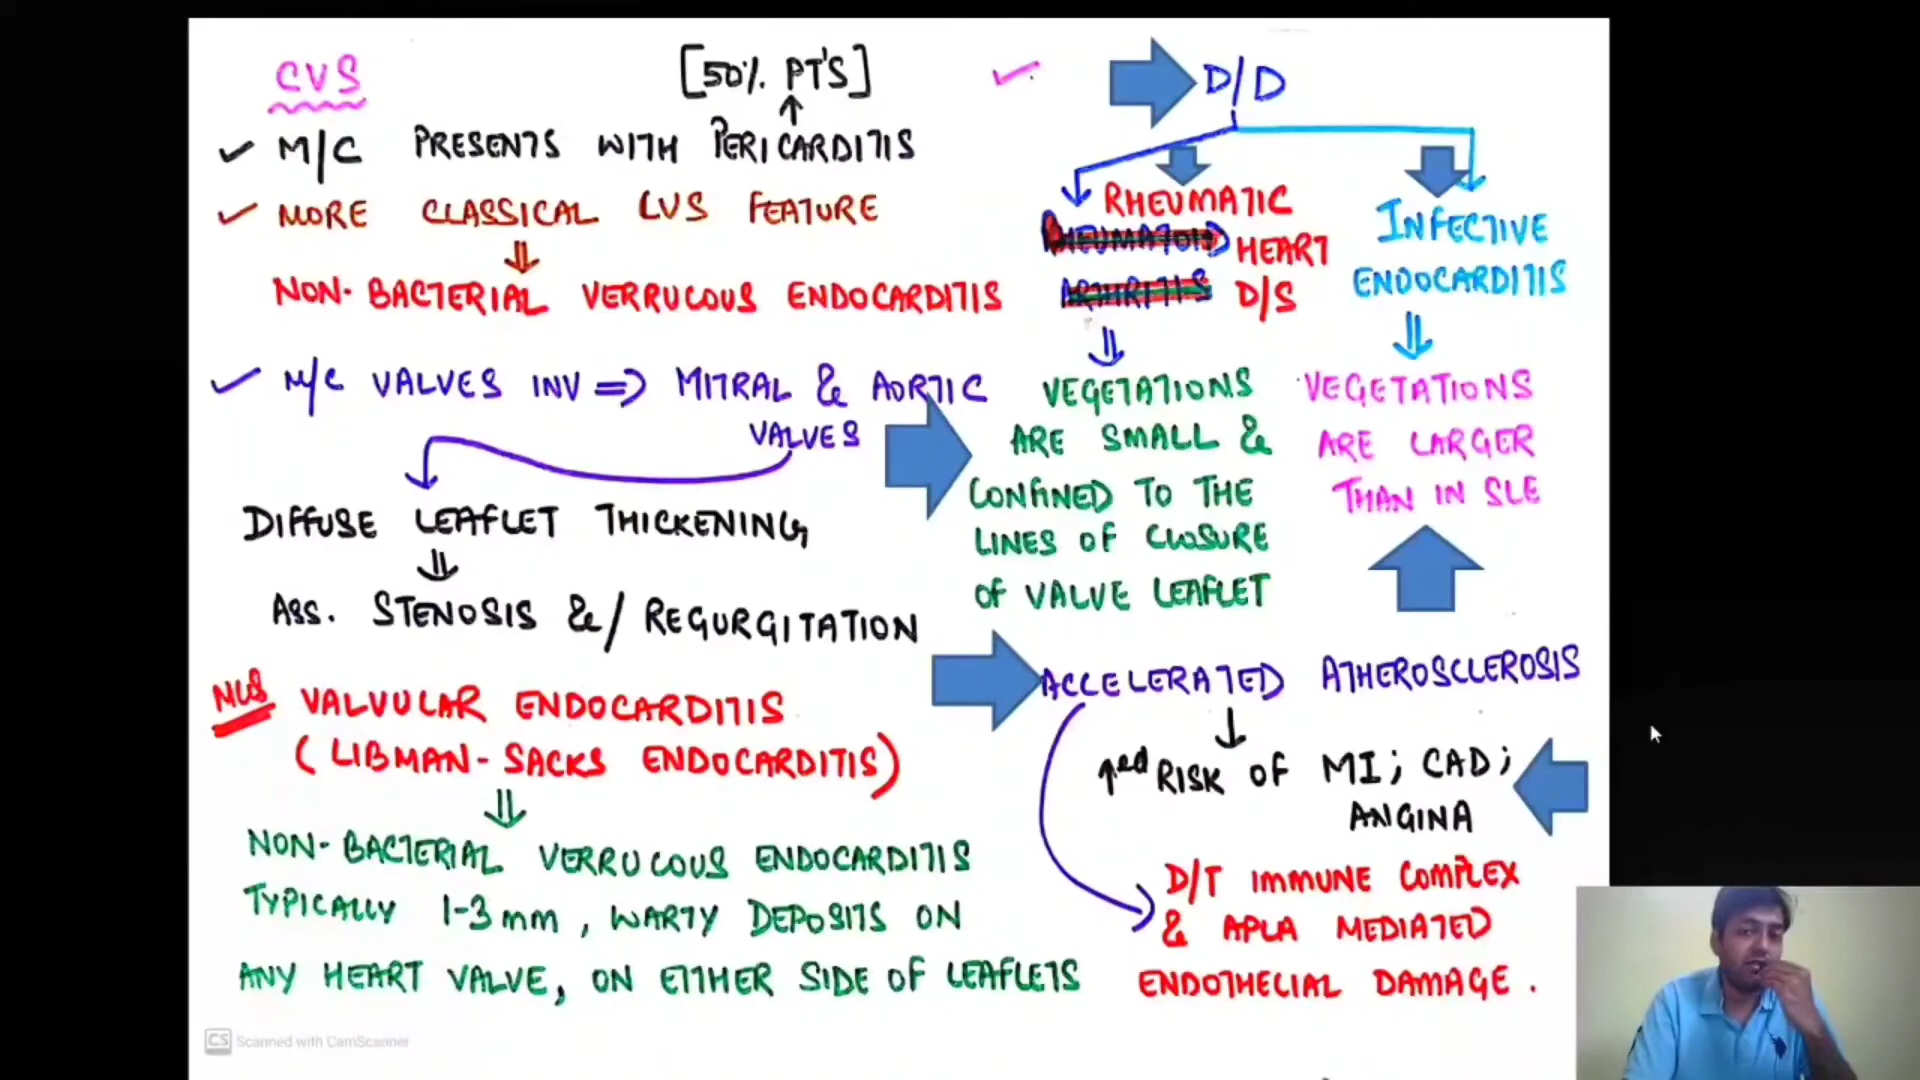 CVS
[50% PT'S]
M/C PRESENTS WITH PERICARDITIS
MORE CLASSICAL CVS FEATURE
NON-BACTERIAL VERRUCOUS ENDOCARDITIS
M/C VALVES INV => MITRAL & AORTIC
VALVES
DIFFUSE LEAFLET THICKENING
ASS. STENOSIS &/ REGURGITATION
VALVULAR ENDOCARDITIS
(LIBMAN-SACKS ENDOCARDITIS)
NON-BACTERIAL VERRUCOUS ENDOCARDITIS
TYPICALLY 1-3mm, WARTY DEPOSITS ON
ANY HEART VALVE, ON EITHER SIDE OF LEAFLETS
D/D
RHEUMATIC
RHEUMATOID HEART
ARTHRITIS D/S
VEGETATIONS
ARE SMALL &
CONFINED TO THE
LINES OF CLOSURE
OF VALVE LEAFLET
INFECTIVE
ENDOCARDITIS
VEGETATIONS
ARE LARGER
THAN IN SLE
ACCELERATED ATHEROSCLEROSIS
↑ed RISK OF MI; CAD;
ANGINA
D/T IMMUNE COMPLEX
& APLA MEDIATED
ENDOTHELIAL DAMAGE.
CS Scanned with CamScanner